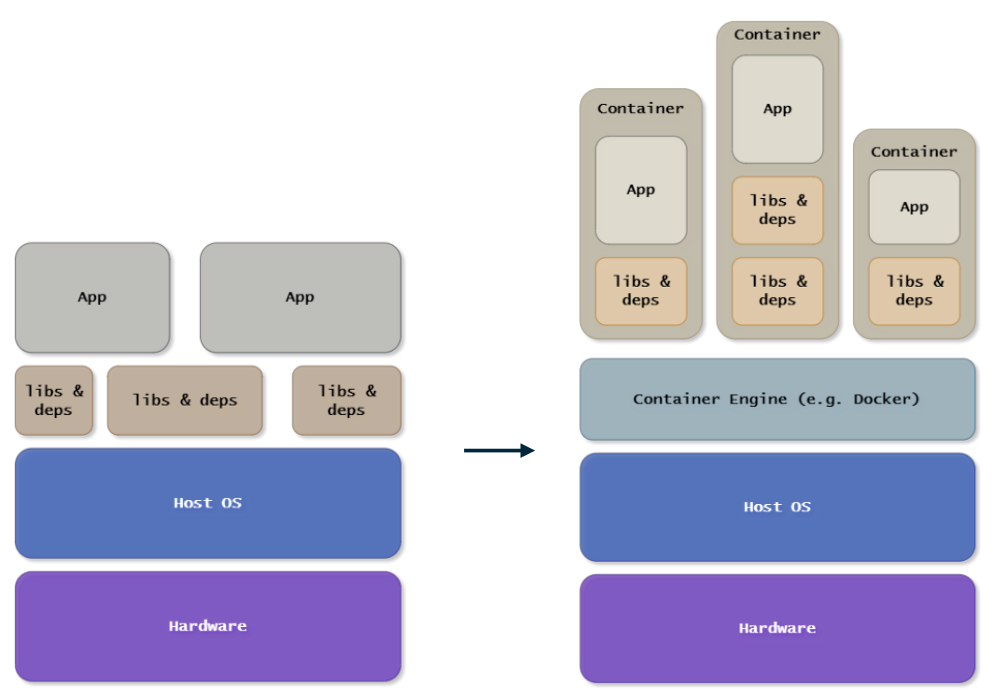 App
App
libs &
deps
libs & deps
libs &
deps
Host OS
Hardware
Container
App
libs &
deps
Container
App
libs &
deps
libs &
deps
Container
App
libs &
deps
Container Engine (e.g. Docker)
Host OS
Hardware